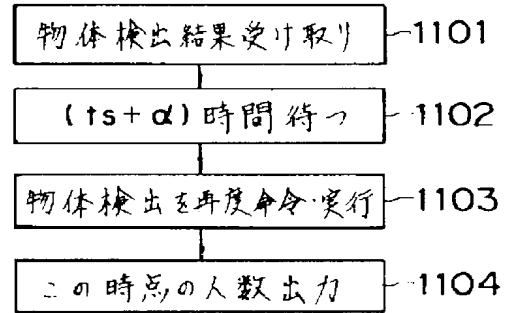 物体検出結果受け取り 1101
(ts+α)時間待つ 1102
物体検出を再度命令・実行 1103
この時点の人数出力 1104